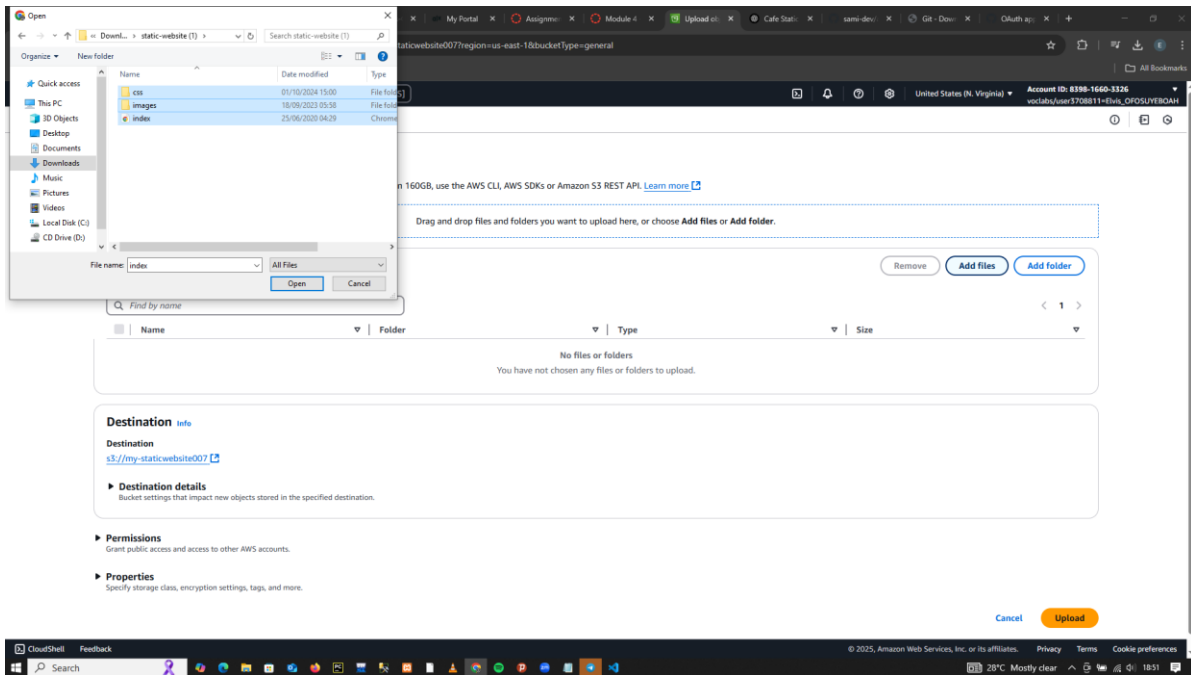 Open
My Portal
Assignmen
Module 4
Upload ob
Cafe Static
sami-dev/
Git - Dow
OAuth app
« Downl... › static-website (1) ›
Search static-website (1)
taticwebsite007?region=us-east-1&bucketType=general
Organize
New folder
All Bookmarks
Name
Date modified
Type
Quick access
This PC
3D Objects
Desktop
Documents
Downloads
Music
Pictures
Videos
Local Disk (C:)
CD Drive (D:)
css 01/10/2024 15:00 File fold
images 18/09/2023 05:58 File fold
index 25/06/2020 04:29 Chrome
File name: index
All Files
Open
Cancel
S]
United States (N. Virginia)
Account ID: 8398-1660-3326
voclabs/user3708811=Elvis_OFOSUYEBOAH
n 160GB, use the AWS CLI, AWS SDKs or Amazon S3 REST API. Learn more
Drag and drop files and folders you want to upload here, or choose Add files or Add folder.
Remove
Add files
Add folder
Find by name
1
Name
Folder
Type
Size
No files or folders
You have not chosen any files or folders to upload.
Destination Info
Destination
s3://my-staticwebsite007
Destination details
Bucket settings that impact new objects stored in the specified destination.
Permissions
Grant public access and access to other AWS accounts.
Properties
Specify storage class, encryption settings, tags, and more.
Cancel
Upload
CloudShell
Feedback
© 2025, Amazon Web Services, Inc. or its affiliates.
Privacy
Terms
Cookie preferences
Search
28°C Mostly clear
1851